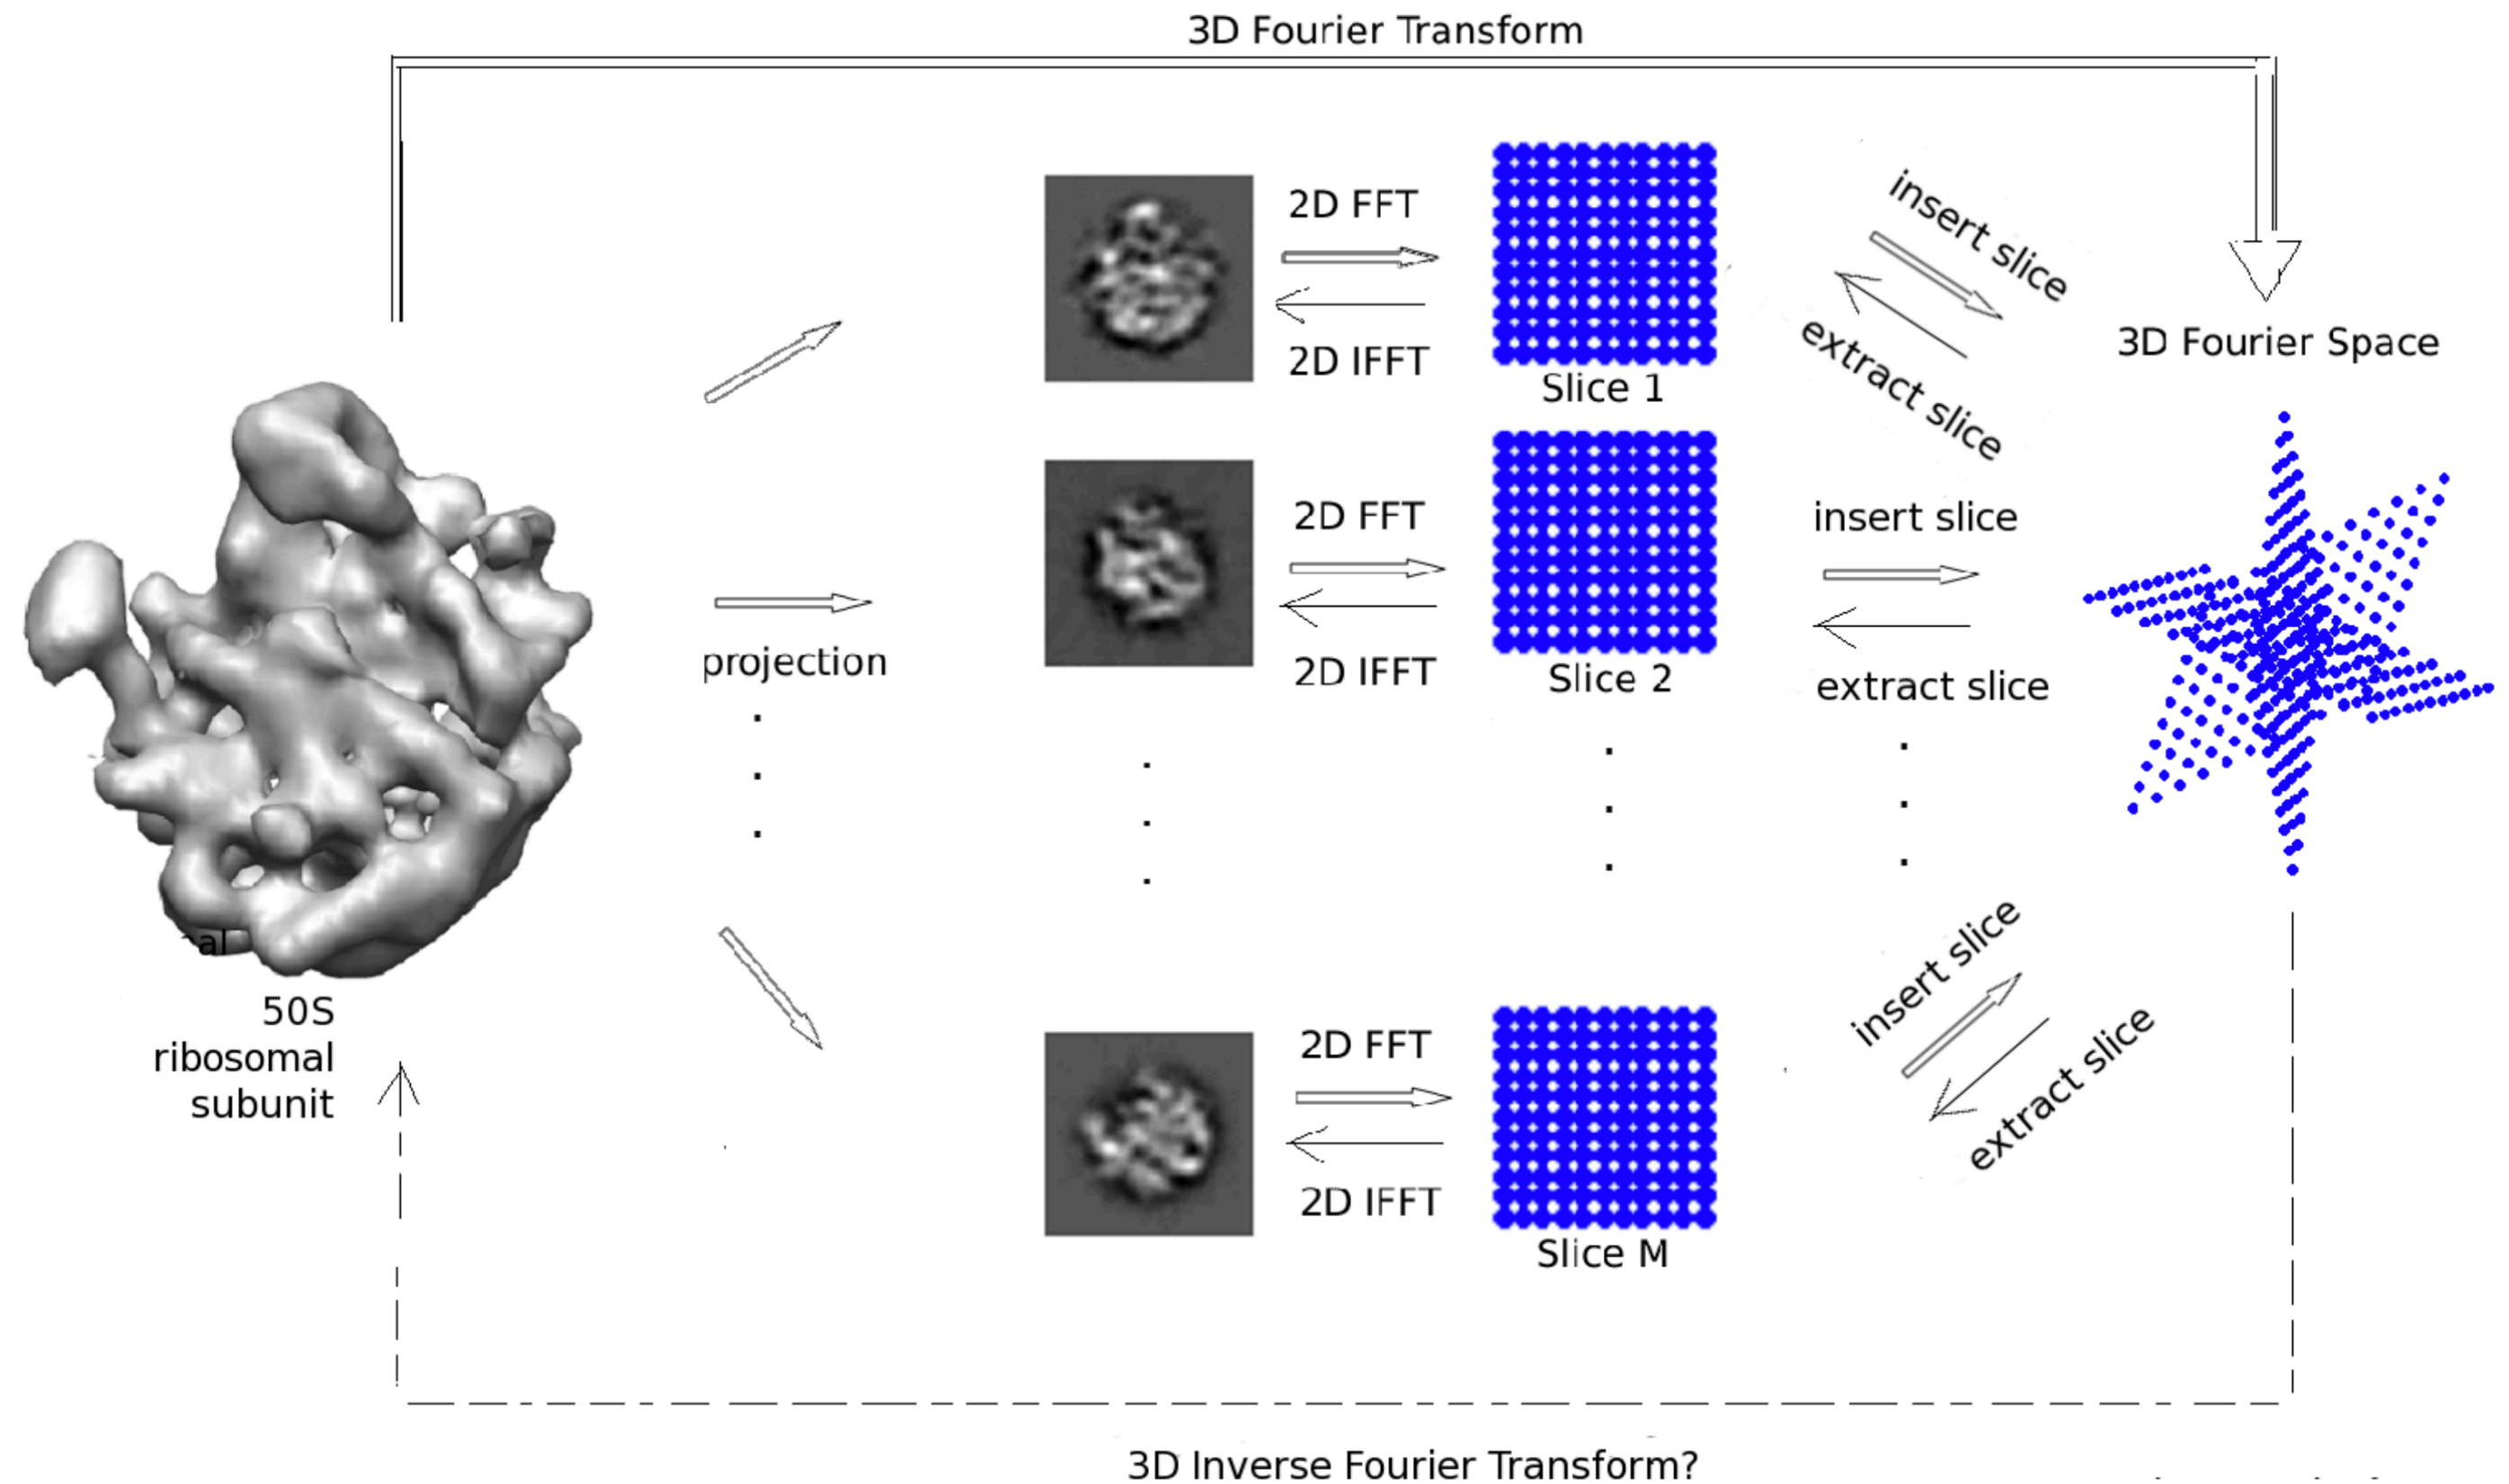 3D Fourier Transform
2D FFT
2D IFFT
Slice 1
insert slice
extract slice
3D Fourier Space
2D FFT
2D IFFT
Slice 2
insert slice
extract slice
projection
al
50S
ribosomal
subunit
2D FFT
2D IFFT
Slice M
insert slice
extract slice
3D Inverse Fourier Transform?